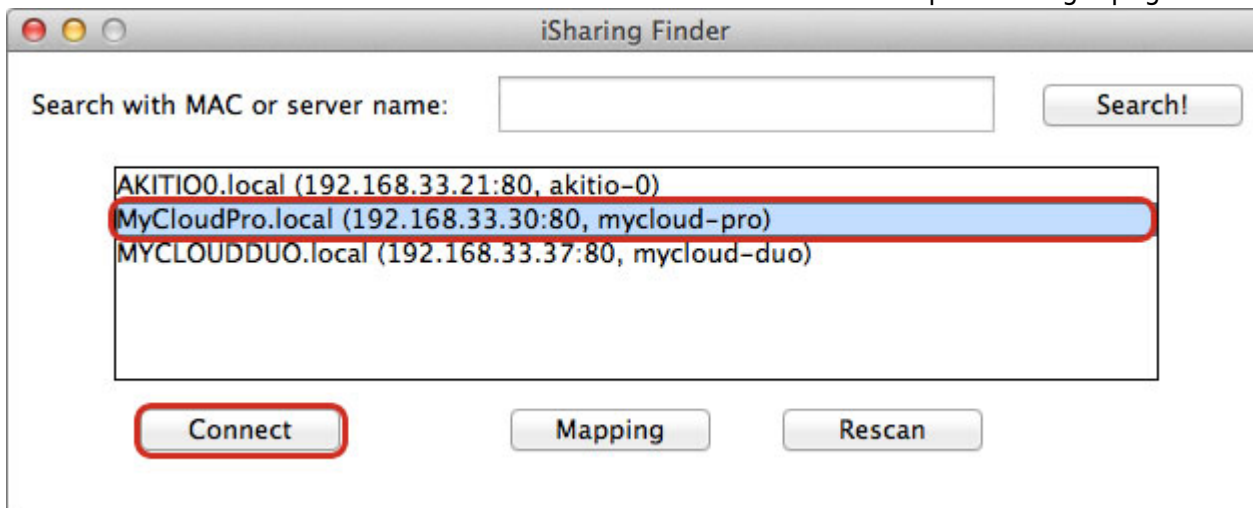 iSharing Finder
Search with MAC or server name:
Search!
AKITIO0.local (192.168.33.21:80, akitio-0)
MyCloudPro.local (192.168.33.30:80, mycloud-pro)
MYCLOUDDUO.local (192.168.33.37:80, mycloud-duo)
Connect
Mapping
Rescan